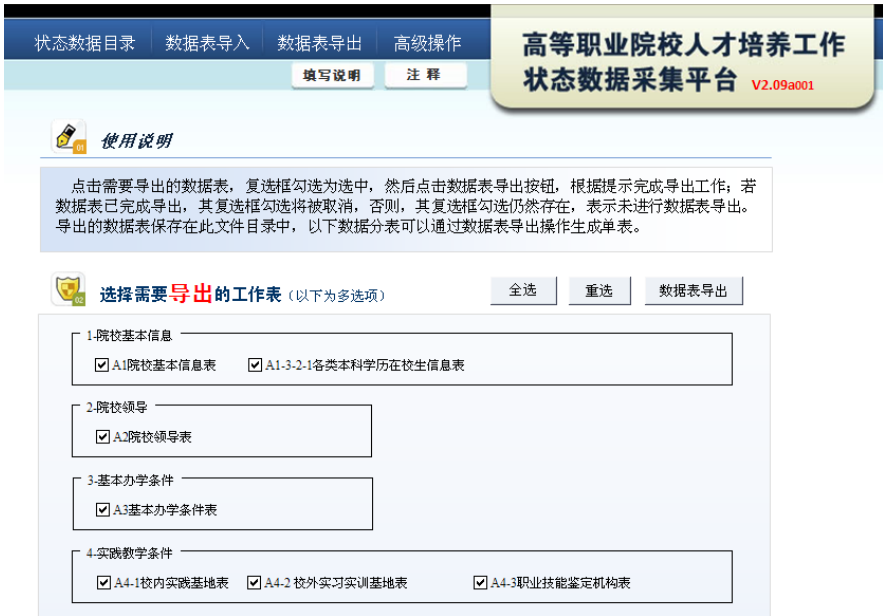 状态数据目录 数据表导入 数据表导出 高级操作
高等职业院校人才培养工作
状态数据采集平台 V2.09a001
填写说明 注 释
01 使用说明
点击需要导出的数据表，复选框勾选为选中，然后点击数据表导出按钮，根据提示完成导出工作；若
数据表已完成导出，其复选框勾选将被取消，否则，其复选框勾选仍然存在，表示未进行数据表导出。
导出的数据表保存在此文件目录中，以下数据分表可以通过数据表导出操作生成单表。
02 选择需要导出的工作表（以下为多选项） 全选 重选 数据表导出
1-院校基本信息
A1院校基本信息表 A1-3-2-1各类本科学历在校生信息表
2-院校领导
A2院校领导表
3-基本办学条件
A3基本办学条件表
4-实践教学条件
A4-1校内实践基地表 A4-2 校外实习实训基地表 A4-3职业技能鉴定机构表